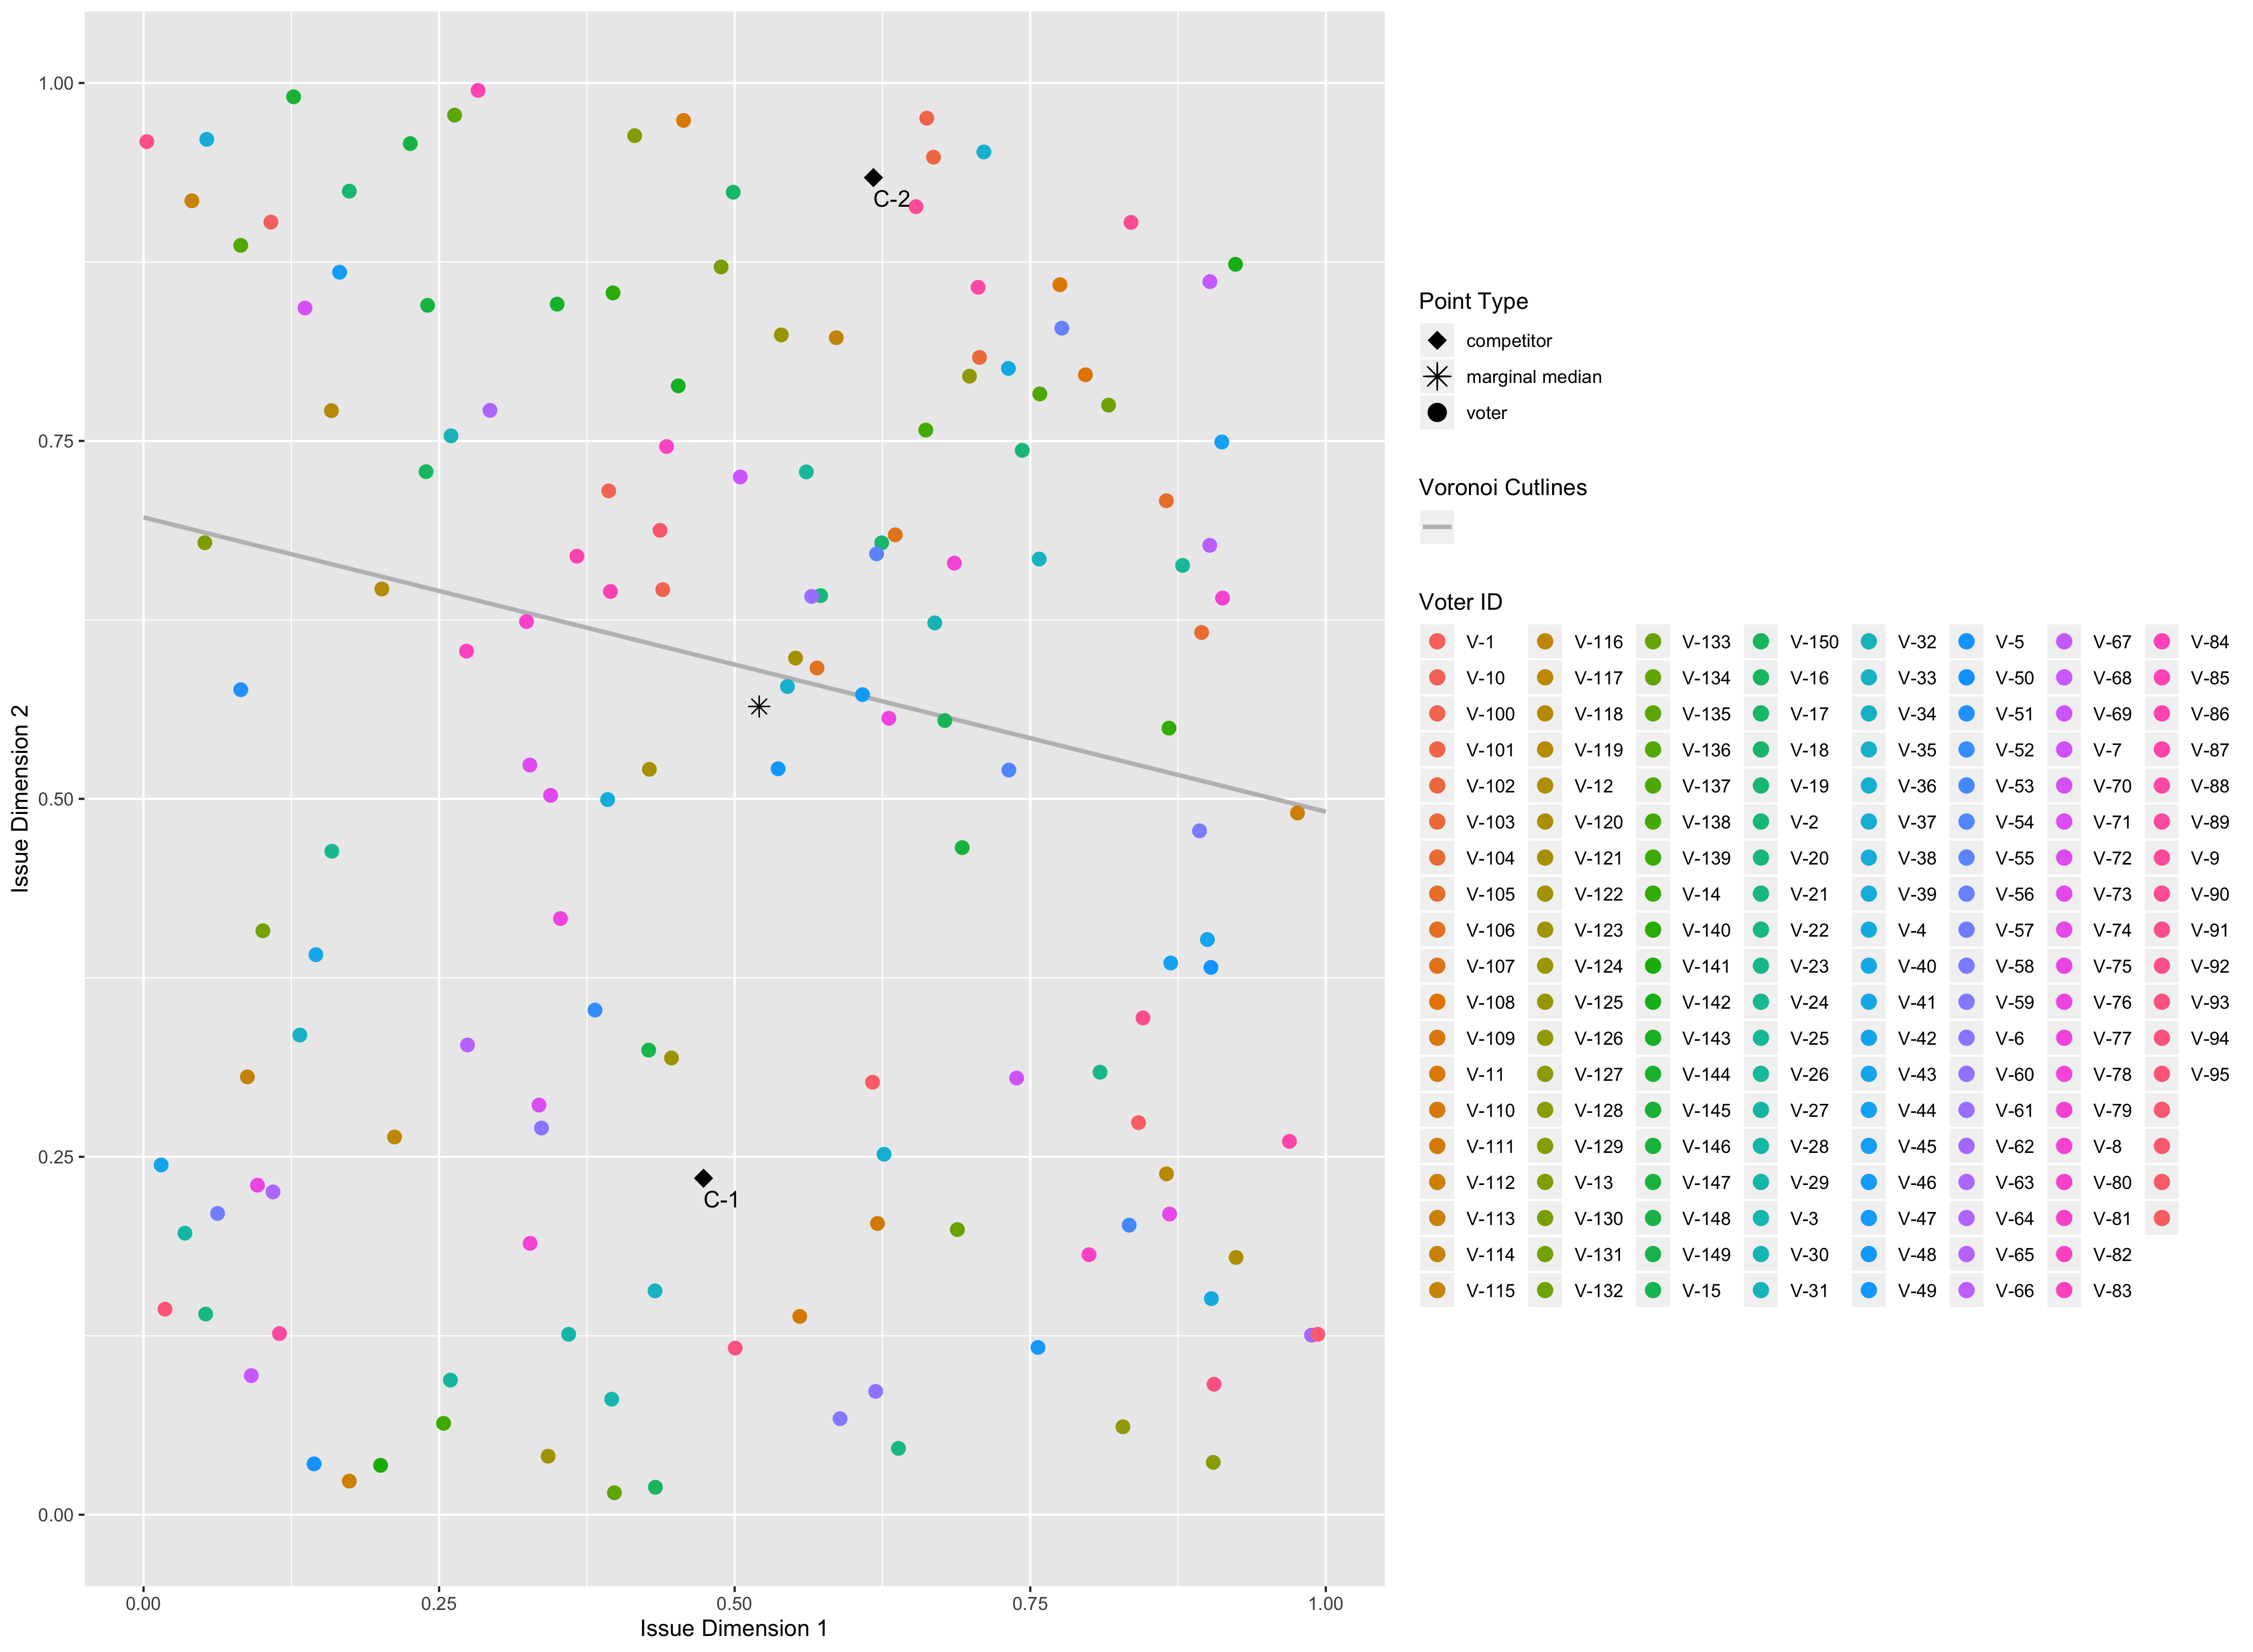 1.00
0.75
0.50
0.25
0.00
Issue Dimension 2
C-2
C-1
0.00 0.25 0.50 0.75 1.00
Issue Dimension 1
Point Type
competitor
marginal median
voter
Voronoi Cutlines
Voter ID
V-1 V-116 V-133 V-150 V-32 V-5 V-67 V-84
V-10 V-117 V-134 V-16 V-33 V-50 V-68 V-85
V-100 V-118 V-135 V-17 V-34 V-51 V-69 V-86
V-101 V-119 V-136 V-18 V-35 V-52 V-7 V-87
V-102 V-12 V-137 V-19 V-36 V-53 V-70 V-88
V-103 V-120 V-138 V-2 V-37 V-54 V-71 V-89
V-104 V-121 V-139 V-20 V-38 V-55 V-72 V-9
V-105 V-122 V-14 V-21 V-39 V-56 V-73 V-90
V-106 V-123 V-140 V-22 V-4 V-57 V-74 V-91
V-107 V-124 V-141 V-23 V-40 V-58 V-75 V-92
V-108 V-125 V-142 V-24 V-41 V-59 V-76 V-93
V-109 V-126 V-143 V-25 V-42 V-6 V-77 V-94
V-11 V-127 V-144 V-26 V-43 V-60 V-78 V-95
V-110 V-128 V-145 V-27 V-44 V-61 V-79
V-111 V-129 V-146 V-28 V-45 V-62 V-8
V-112 V-13 V-147 V-29 V-46 V-63 V-80
V-113 V-130 V-148 V-3 V-47 V-64 V-81
V-114 V-131 V-149 V-30 V-48 V-65 V-82
V-115 V-132 V-15 V-31 V-49 V-66 V-83